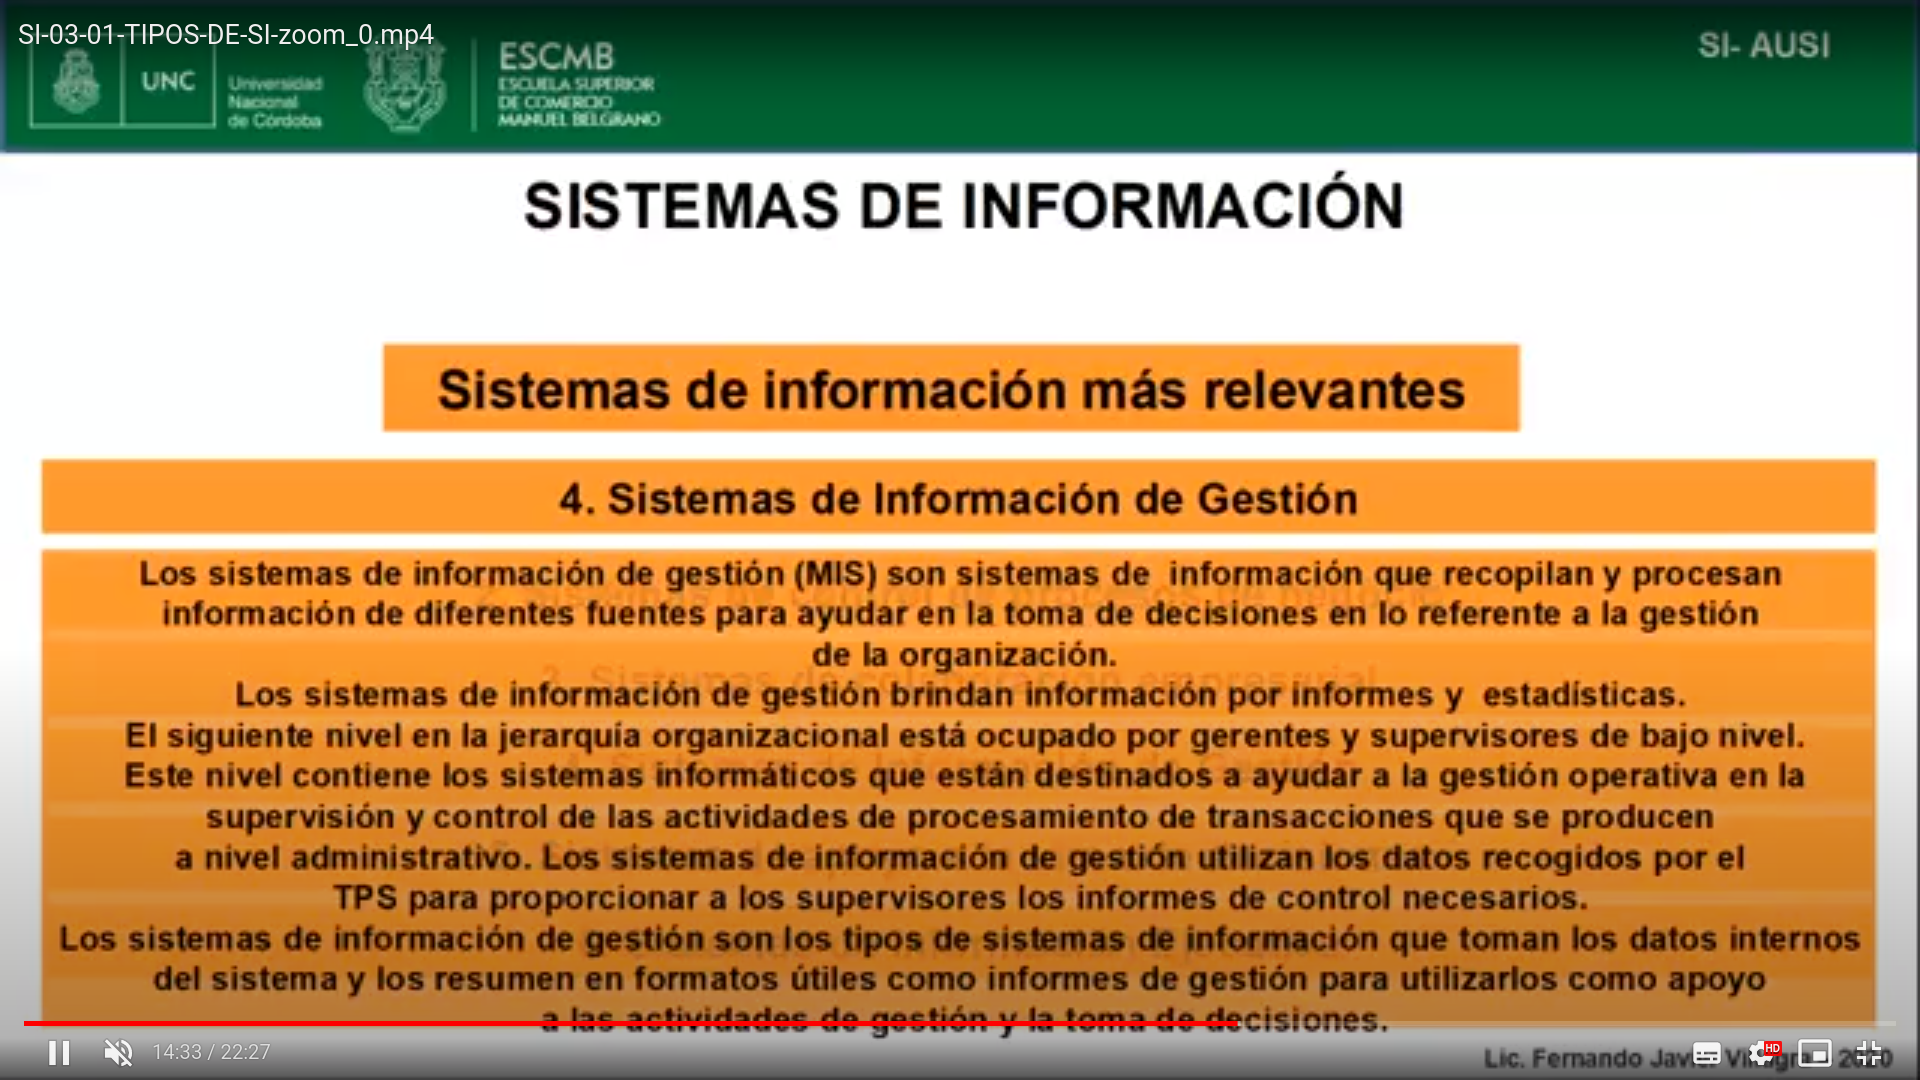 SI-03-01-TIPOS-DE-SI-zoom_0.mp4
SI- AUSI
UNC
Universidad
Nacional
de Córdoba
ESCMB
ESCUELA SUPERIOR
DE COMERCIO
MANUEL BELGRANO
SISTEMAS DE INFORMACIÓN
Sistemas de información más relevantes
4. Sistemas de Información de Gestión
Los sistemas de información de gestión (MIS) son sistemas de información que recopilan y procesan
información de diferentes fuentes para ayudar en la toma de decisiones en lo referente a la gestión
de la organización.
Los sistemas de información de gestión brindan información por informes y estadísticas.
El siguiente nivel en la jerarquía organizacional está ocupado por gerentes y supervisores de bajo nivel.
Este nivel contiene los sistemas informáticos que están destinados a ayudar a la gestión operativa en la
supervisión y control de las actividades de procesamiento de transacciones que se producen
a nivel administrativo. Los sistemas de información de gestión utilizan los datos recogidos por el
TPS para proporcionar a los supervisores los informes de control necesarios.
Los sistemas de información de gestión son los tipos de sistemas de información que toman los datos internos
del sistema y los resumen en formatos útiles como informes de gestión para utilizarlos como apoyo
a las actividades de gestión y la toma de decisiones.
14:33 / 22:27
HD
Lic. Fernando Javier